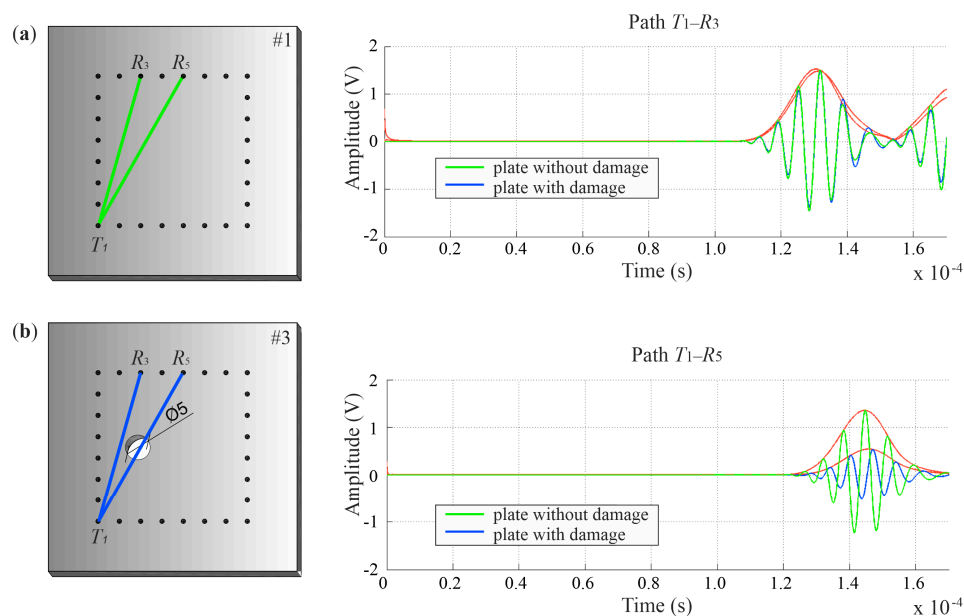 (a)
#1
R3 R5
T1
Path T1–R3
Amplitude (V)
2
1
0
-1
-2
plate without damage
plate with damage
0 0.2 0.4 0.6 0.8 1.0 1.2 1.4 1.6
Time (s)
x 10-4
(b)
#3
R3 R5
Ø5
T1
Path T1–R5
Amplitude (V)
2
1
0
-1
-2
plate without damage
plate with damage
0 0.2 0.4 0.6 0.8 1.0 1.2 1.4 1.6
Time (s)
x 10-4